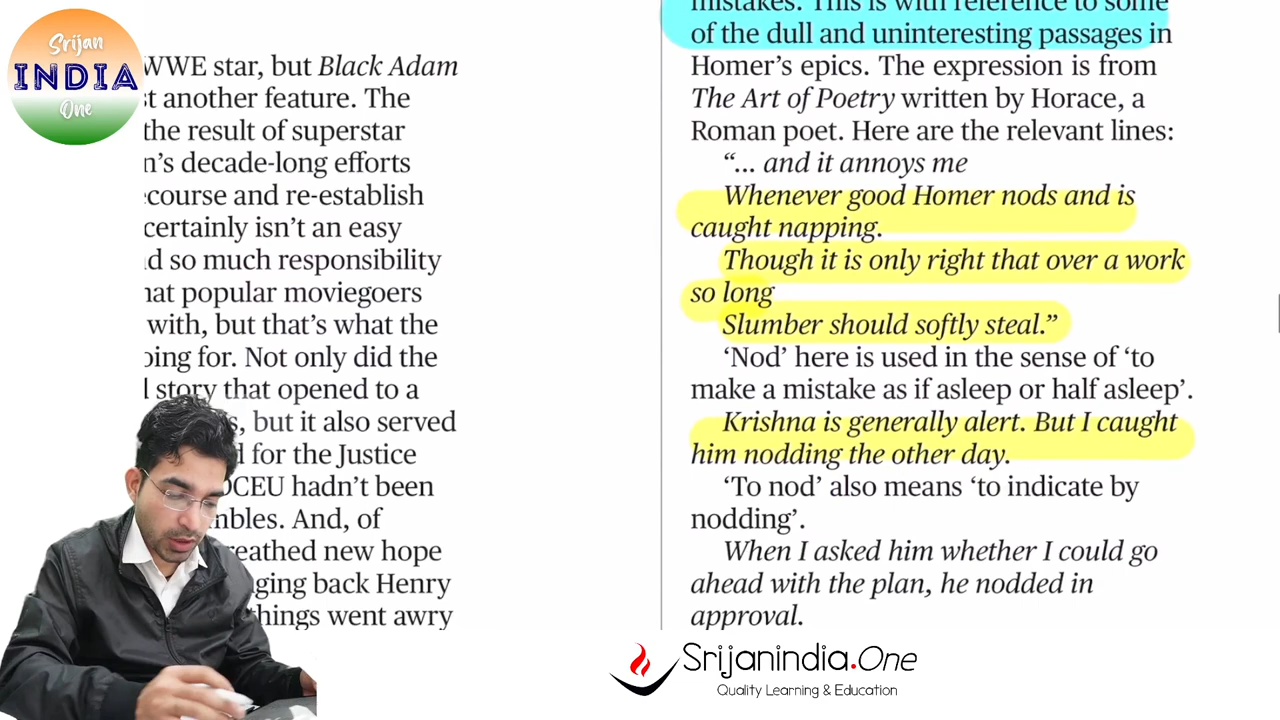 Srijan
INDIA
One
WWE star, but Black Adam
another feature. The
the result of superstar
decade-long efforts
and re-establish
certainly isn't an easy
so much responsibility
popular moviegoers
with, but that's what the
for. Not only did the
story that opened to a
but it also served
for the Justice
DCEU hadn't been
And, of
new hope
back Henry
things went awry
mistakes. This is with reference to some
of the dull and uninteresting passages in
Homer's epics. The expression is from
The Art of Poetry written by Horace, a
Roman poet. Here are the relevant lines:
“... and it annoys me
Whenever good Homer nods and is
caught napping.
Though it is only right that over a work
so long
Slumber should softly steal.”
‘Nod’ here is used in the sense of ‘to
make a mistake as if asleep or half asleep’.
Krishna is generally alert. But I caught
him nodding the other day.
‘To nod’ also means ‘to indicate by
nodding’.
When I asked him whether I could go
ahead with the plan, he nodded in
approval.
Srijanindia.One
Quality Learning & Education